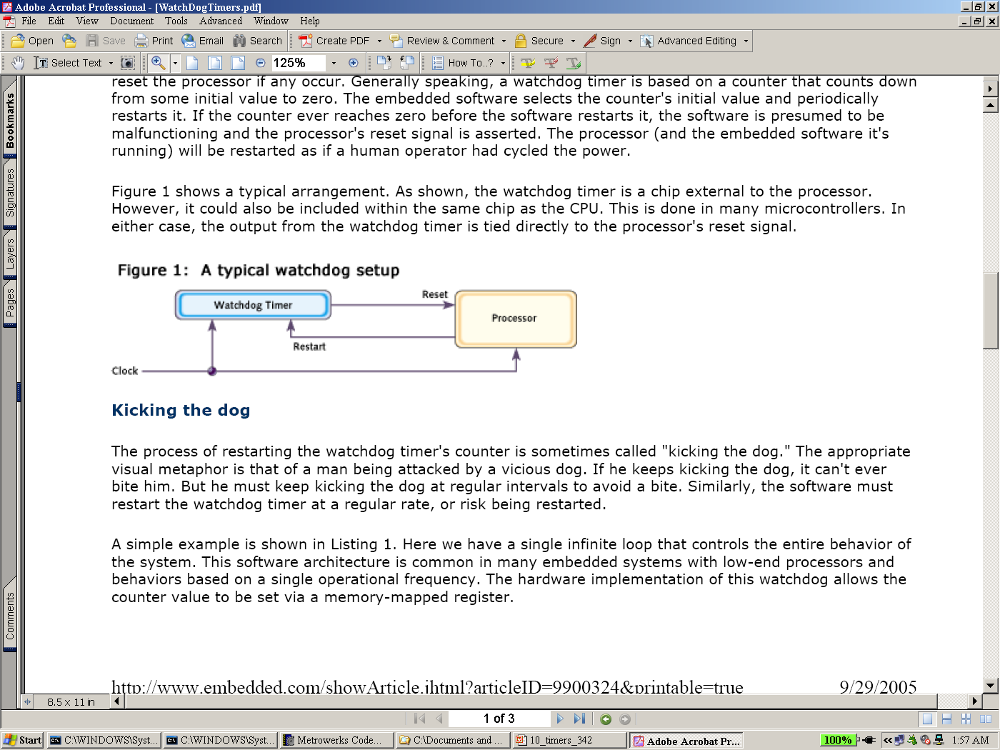 Adobe Acrobat Professional - [WatchDogTimers.pdf]
File Edit View Document Tools Advanced Window Help
Open Save Print Email Search Create PDF Review & Comment Secure Sign Advanced Editing
Select Text 125% How To..?
Bookmarks
Signatures
Layers
Pages
Comments
reset the processor if any occur. Generally speaking, a watchdog timer is based on a counter that counts down
from some initial value to zero. The embedded software selects the counter's initial value and periodically
restarts it. If the counter ever reaches zero before the software restarts it, the software is presumed to be
malfunctioning and the processor's reset signal is asserted. The processor (and the embedded software it's
running) will be restarted as if a human operator had cycled the power.
Figure 1 shows a typical arrangement. As shown, the watchdog timer is a chip external to the processor.
However, it could also be included within the same chip as the CPU. This is done in many microcontrollers. In
either case, the output from the watchdog timer is tied directly to the processor's reset signal.
Figure 1: A typical watchdog setup
Watchdog Timer
Reset
Processor
Restart
Clock
Kicking the dog
The process of restarting the watchdog timer's counter is sometimes called "kicking the dog." The appropriate
visual metaphor is that of a man being attacked by a vicious dog. If he keeps kicking the dog, it can't ever
bite him. But he must keep kicking the dog at regular intervals to avoid a bite. Similarly, the software must
restart the watchdog timer at a regular rate, or risk being restarted.
A simple example is shown in Listing 1. Here we have a single infinite loop that controls the entire behavior of
the system. This software architecture is common in many embedded systems with low-end processors and
behaviors based on a single operational frequency. The hardware implementation of this watchdog allows the
counter value to be set via a memory-mapped register.
http://www.embedded.com/showArticle.jhtml?articleID=9900324&printable=true 9/29/2005
8.5 x 11 in
1 of 3
Start C:\WINDOWS\Syst... C:\WINDOWS\Syst... Metrowerks Code... C:\Documents and ... 10_timers_342 Adobe Acrobat Pr... 100% 1:57 AM